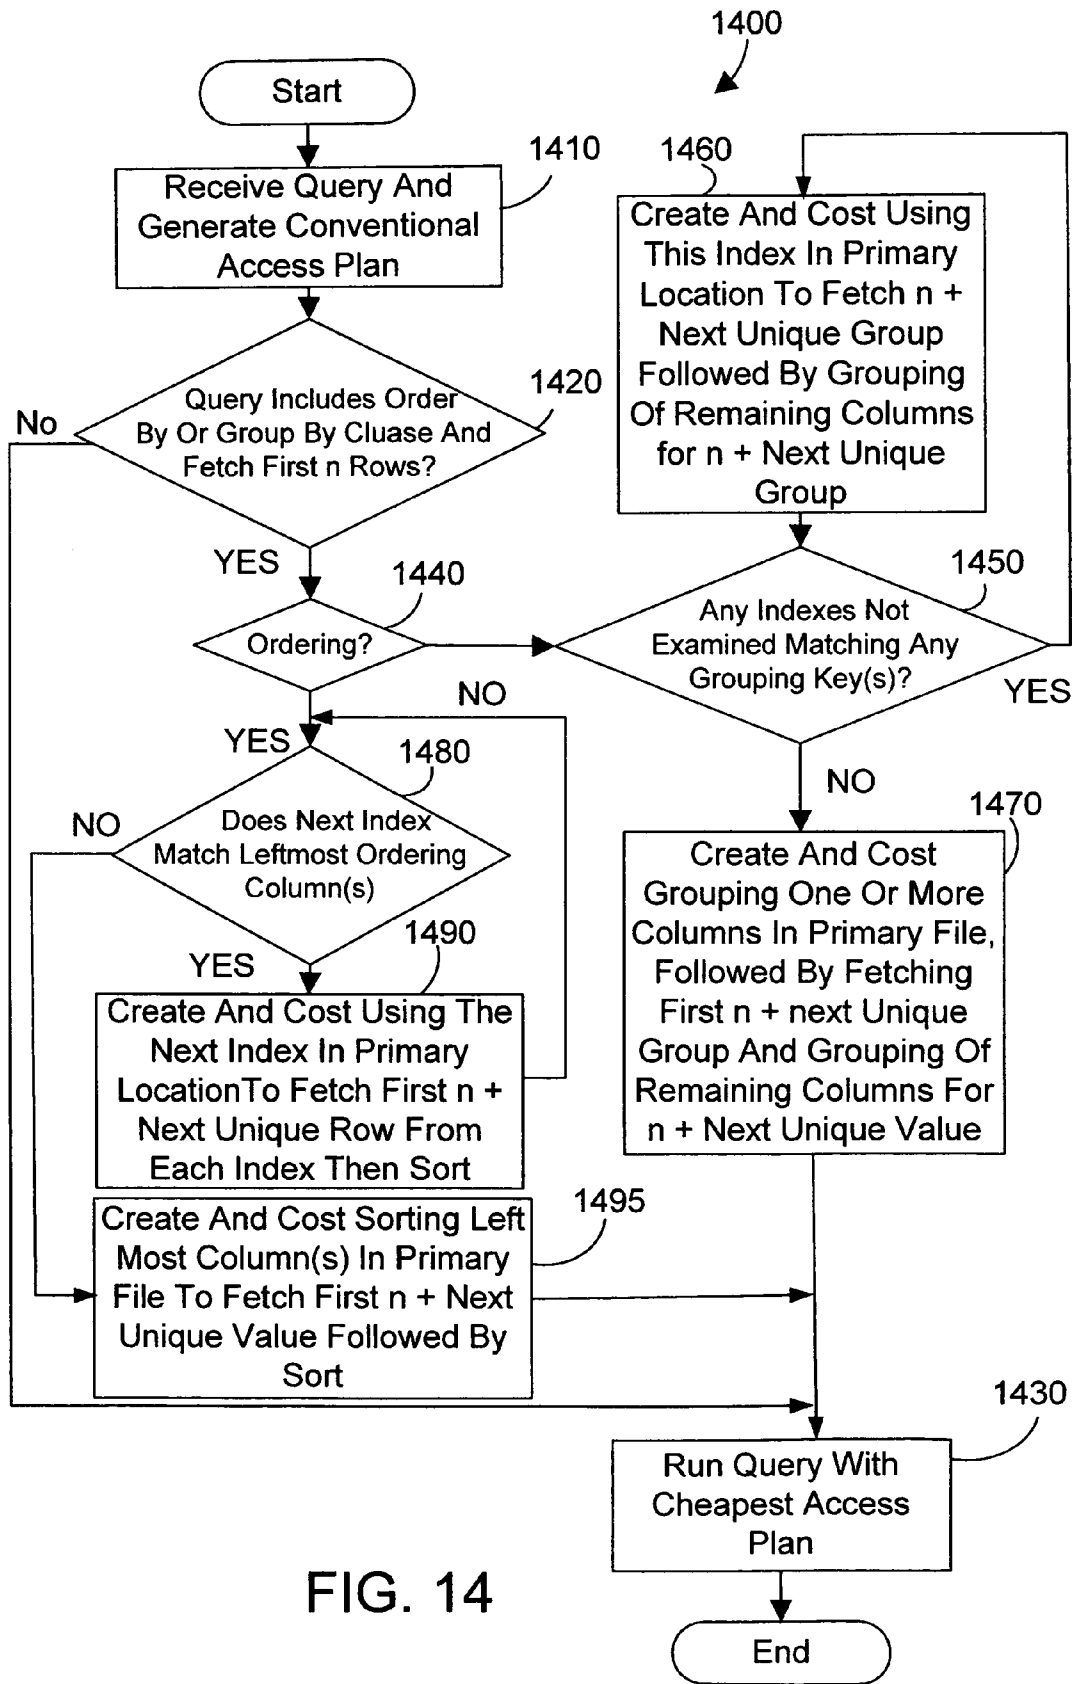 1400
Start
1410
Receive Query And
Generate Conventional
Access Plan
1420
Query Includes Order
By Or Group By Cluase And
Fetch First n Rows?
No
YES
1440
Ordering?
NO
YES
1480
Does Next Index
Match Leftmost Ordering
Column(s)
NO
YES
1490
Create And Cost Using The
Next Index In Primary
LocationTo Fetch First n +
Next Unique Row From
Each Index Then Sort
1495
Create And Cost Sorting Left
Most Column(s) In Primary
File To Fetch First n + Next
Unique Value Followed By
Sort
1460
Create And Cost Using
This Index In Primary
Location To Fetch n +
Next Unique Group
Followed By Grouping
Of Remaining Columns
for n + Next Unique
Group
1450
Any Indexes Not
Examined Matching Any
Grouping Key(s)?
YES
NO
1470
Create And Cost
Grouping One Or More
Columns In Primary File,
Followed By Fetching
First n + next Unique
Group And Grouping Of
Remaining Columns For
n + Next Unique Value
1430
Run Query With
Cheapest Access
Plan
End
FIG. 14